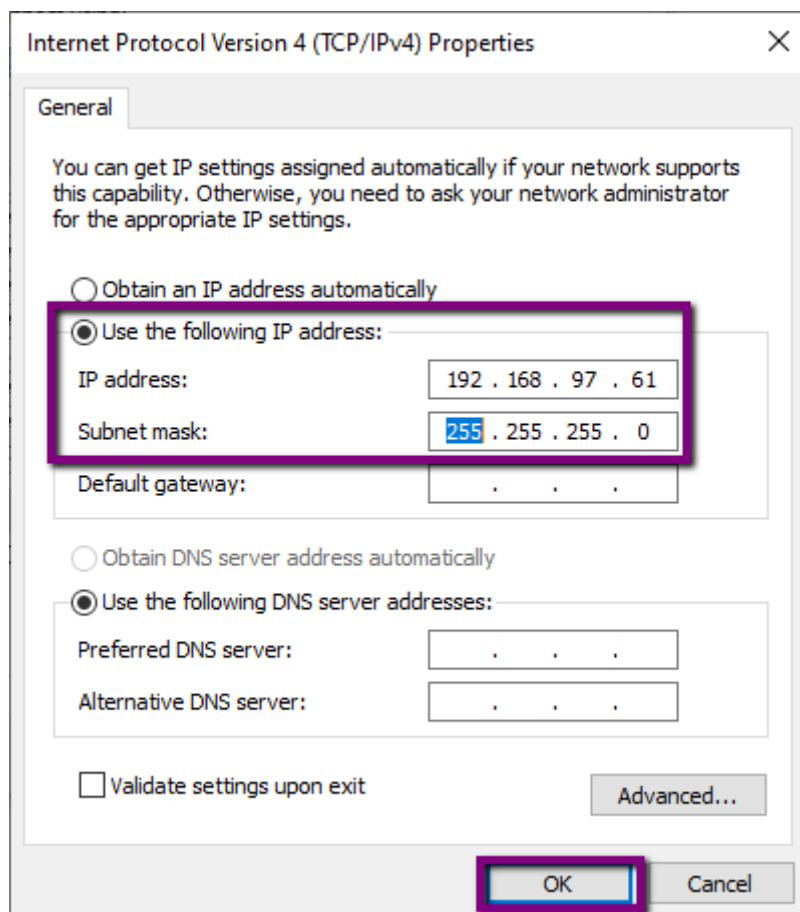 Internet Protocol Version 4 (TCP/IPv4) Properties
General
You can get IP settings assigned automatically if your network supports
this capability. Otherwise, you need to ask your network administrator
for the appropriate IP settings.
Obtain an IP address automatically
Use the following IP address:
IP address: 192 . 168 . 97 . 61
Subnet mask: 255 . 255 . 255 . 0
Default gateway: . . .
Obtain DNS server address automatically
Use the following DNS server addresses:
Preferred DNS server: . . .
Alternative DNS server: . . .
Validate settings upon exit
Advanced...
OK Cancel